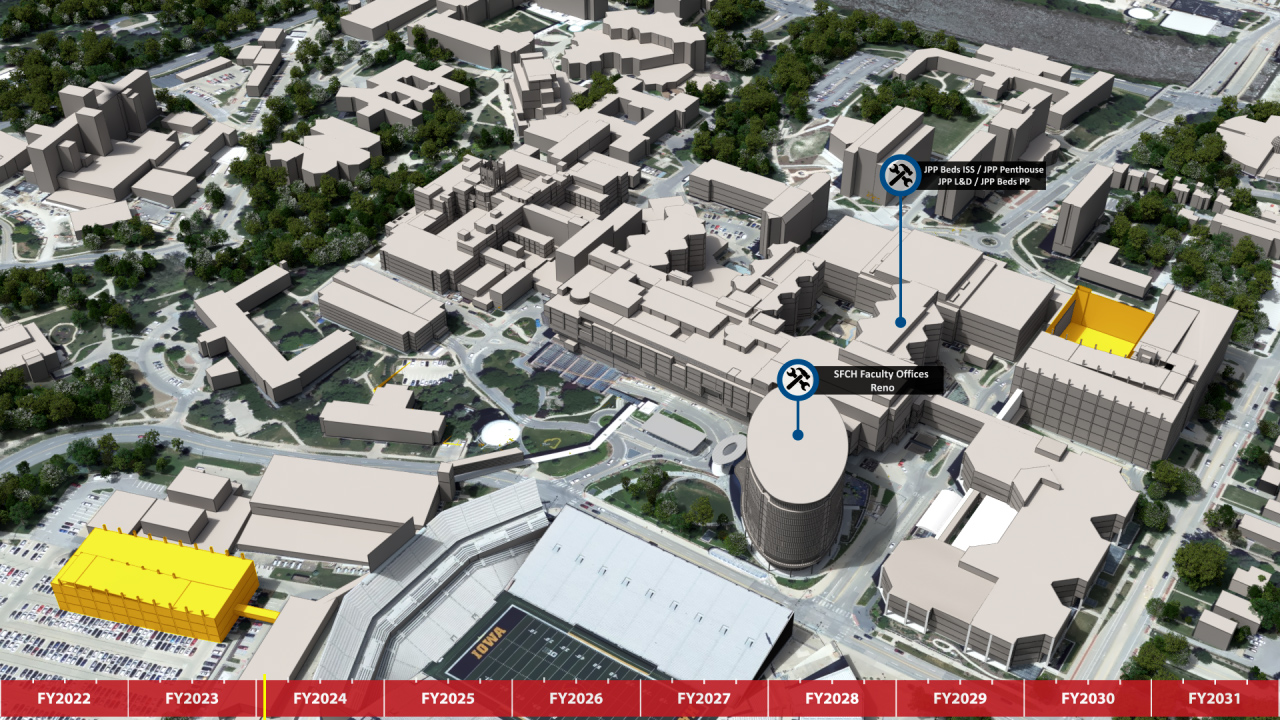 JPP Beds ISS / JPP Penthouse
JPP L&D / JPP Beds PP
SFCH Faculty Offices
Reno
IOWA
FY2022
FY2023
FY2024
FY2025
FY2026
FY2027
FY2028
FY2029
FY2030
FY2031